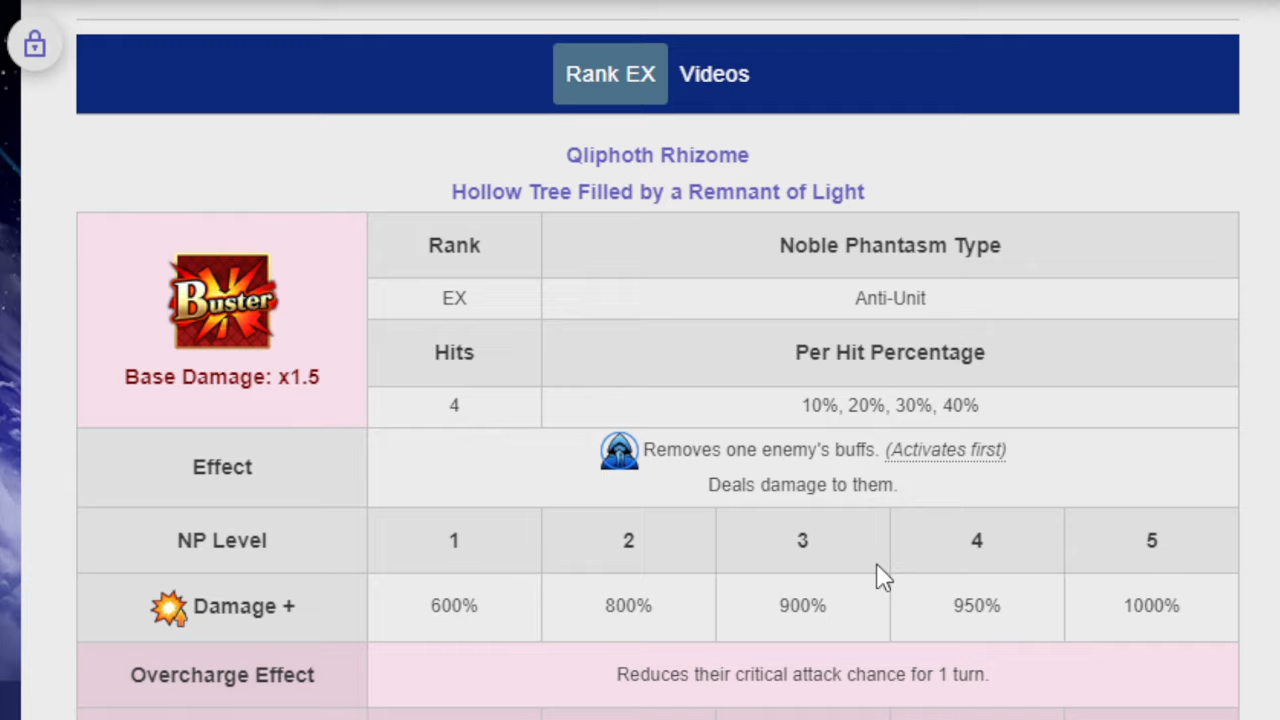 Rank EX Videos
Qliphoth Rhizome
Hollow Tree Filled by a Remnant of Light
Buster
Base Damage: x1.5
Rank Noble Phantasm Type
EX Anti-Unit
Hits Per Hit Percentage
4 10%, 20%, 30%, 40%
Effect
Removes one enemy's buffs. (Activates first)
Deals damage to them.
NP Level 1 2 3 4 5
Damage + 600% 800% 900% 950% 1000%
Overcharge Effect Reduces their critical attack chance for 1 turn.